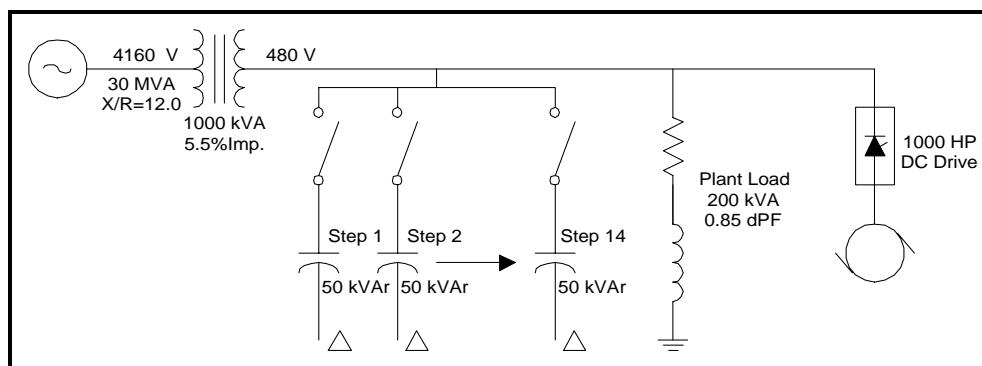 4160 V
30 MVA
X/R=12.0
1000 kVA
5.5%Imp.
480 V
Step 1
50 kVAr
Step 2
50 kVAr
Step 14
50 kVAr
Plant Load
200 kVA
0.85 dPF
1000 HP
DC Drive